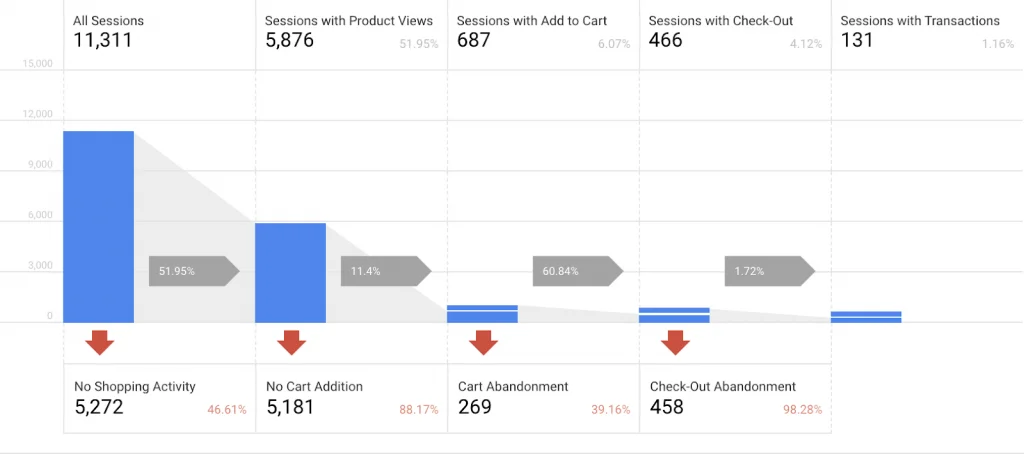 All Sessions
11,311
Sessions with Product Views
5,876 51.95%
Sessions with Add to Cart
687 6.07%
Sessions with Check-Out
466 4.12%
Sessions with Transactions
131 1.16%
15,000
12,000
9,000
6,000
3,000
0
51.95%
11.4%
60.84%
1.72%
No Shopping Activity
5,272 46.61%
No Cart Addition
5,181 88.17%
Cart Abandonment
269 39.16%
Check-Out Abandonment
458 98.28%